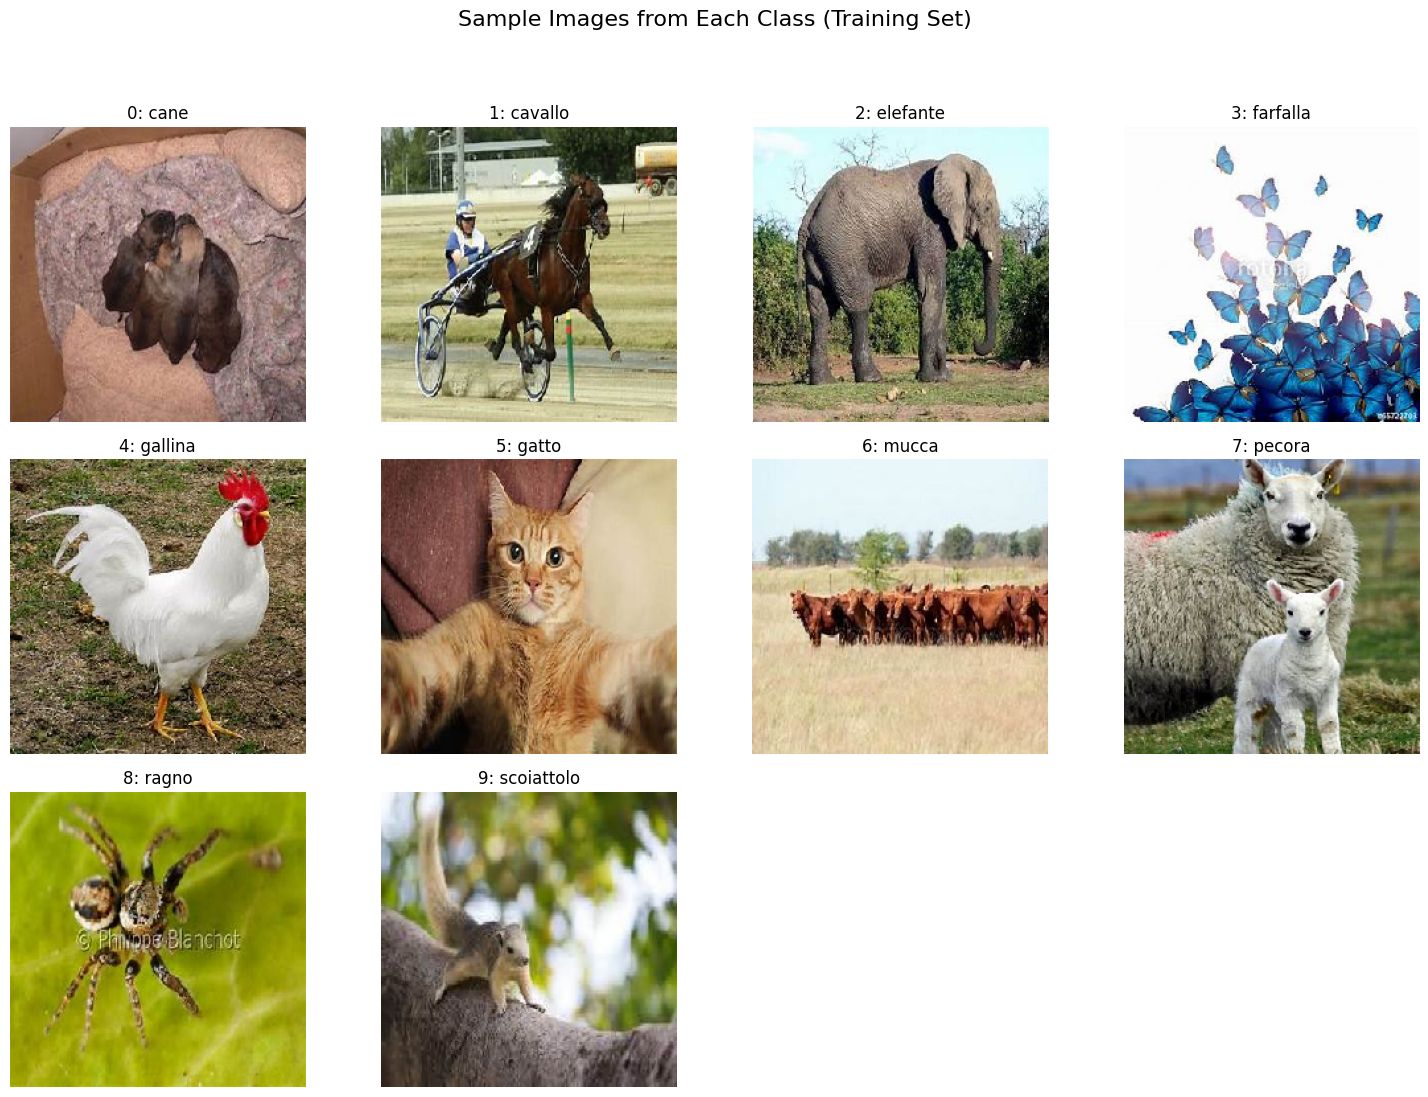 Sample Images from Each Class (Training Set)
0: cane
1: cavallo
2: elefante
3: farfalla
4
4: gallina
5: gatto
6: mucca
7: pecora
8: ragno
9: scoiattolo
© Philippe Blanchot